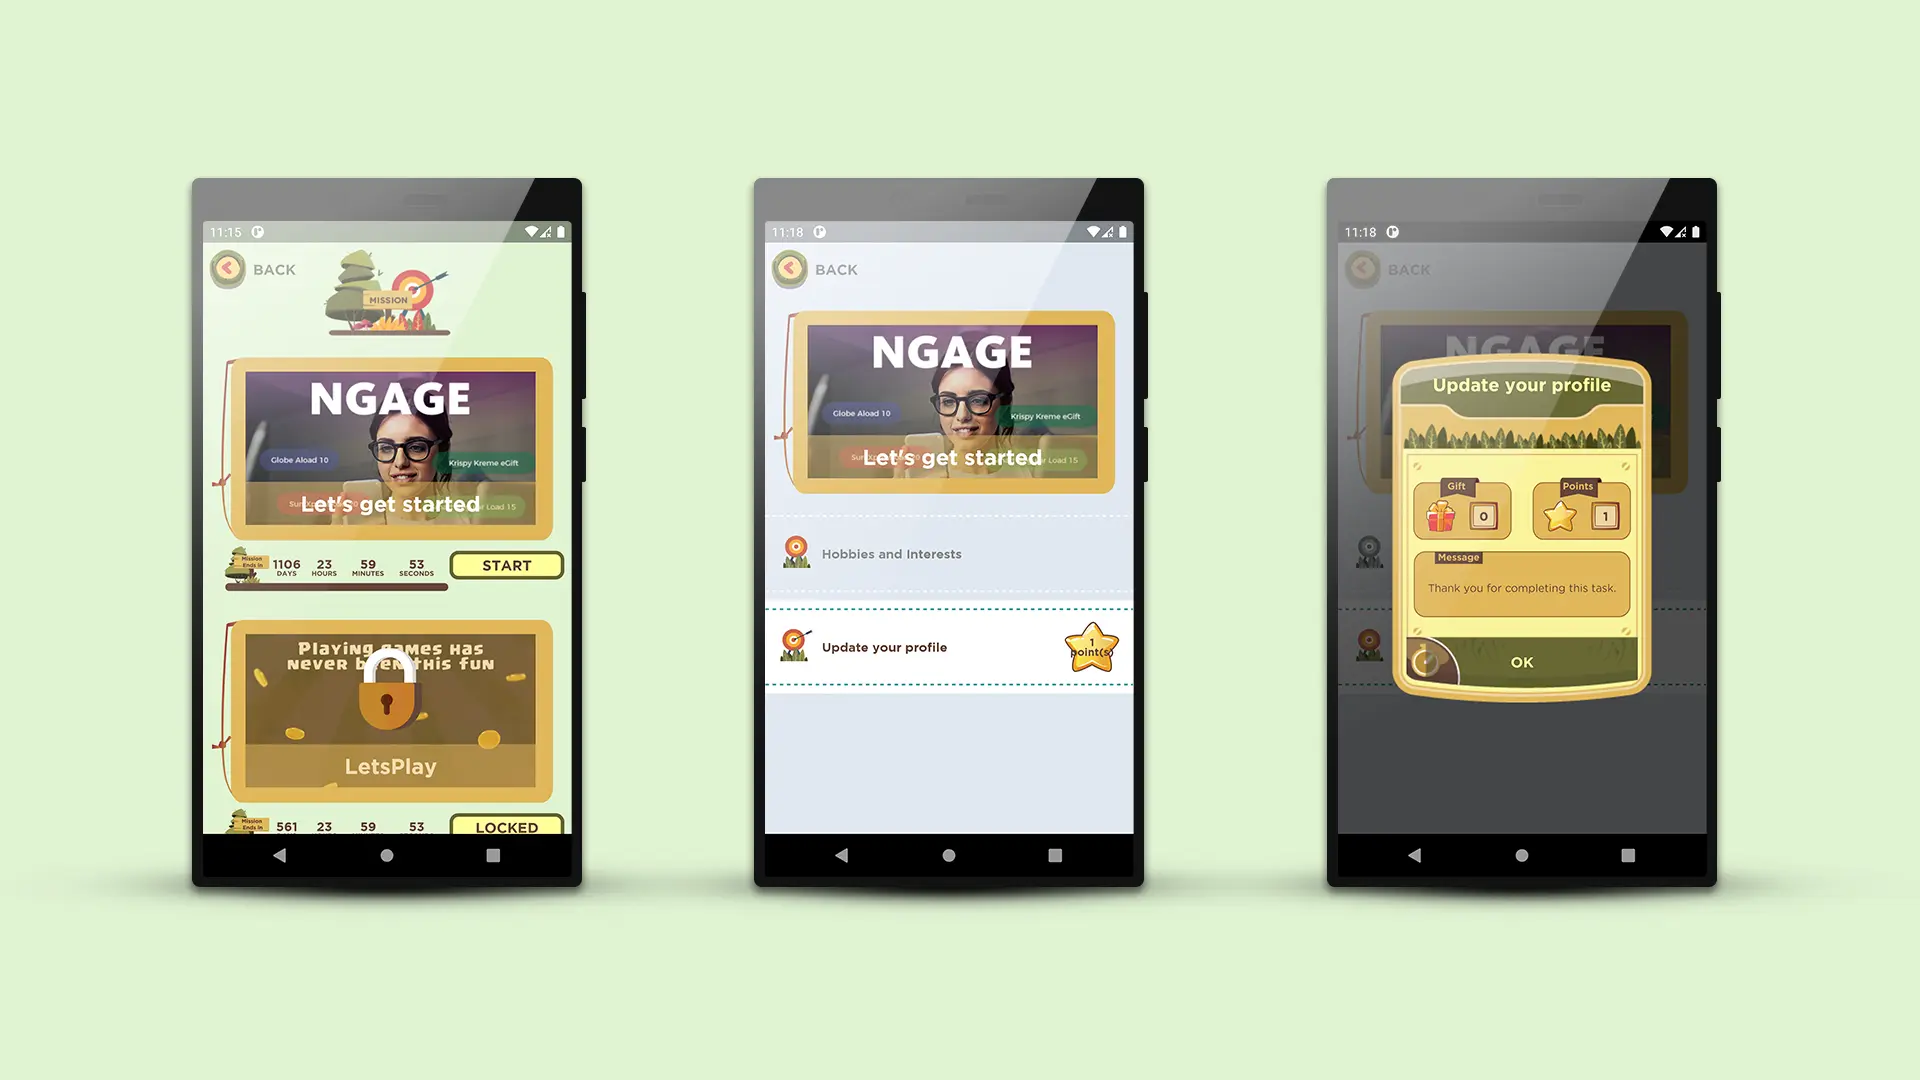 11:15
BACK
MISSION
NGAGE
Globe Aload 10
Krispy Kreme eGift
Let's get started
Load 15
Mission
Ends in
1106 23 59 53
DAYS HOURS MINUTES SECONDS
START
Playing games has
never been this fun
LetsPlay
Mission
Ends in
561 23 59 53
LOCKED
11:18
BACK
NGAGE
Globe Aload 10
Krispy Kreme eGift
Let's get started
Load 15
Hobbies and Interests
Update your profile
1
point(s)
11:18
BACK
NGAGE
Update your profile
Gift
0
Points
1
Message
Thank you for completing this task.
OK